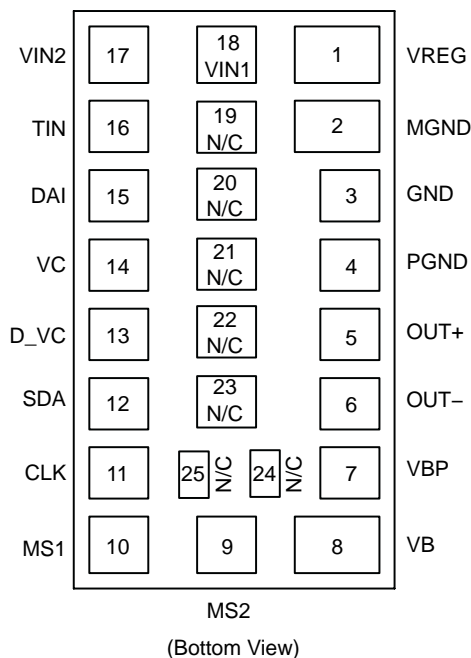 VIN2 17 18 VIN1 1 VREG
TIN 16 19 N/C 2 MGND
DAI 15 20 N/C 3 GND
VC 14 21 N/C 4 PGND
D_VC 13 22 N/C 5 OUT+
SDA 12 23 N/C 6 OUT−
CLK 11 25 N/C 24 N/C 7 VBP
MS1 10 9 8 VB
MS2
(Bottom View)